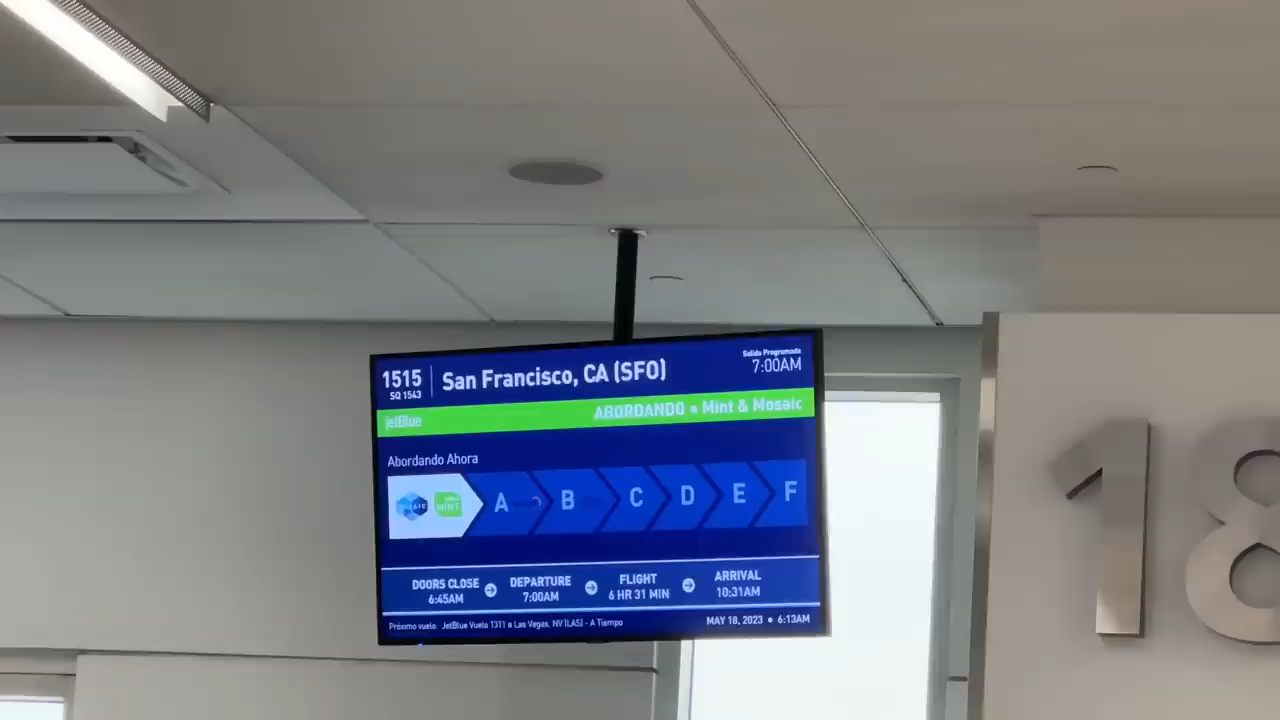 1515
SQ 1543
San Francisco, CA (SFO)
Salida Programada
7:00AM
jetBlue
ABORDANDO • Mint & Mosaic
Abordando Ahora
MOSAIC
MINT
A
B
C
D
E
F
DOORS CLOSE
6:45AM
DEPARTURE
7:00AM
FLIGHT
6 HR 31 MIN
ARRIVAL
10:31AM
Próximo vuelo: JetBlue Vuelo 1311 a Las Vegas, NV (LAS) - A Tiempo
MAY 18, 2023 • 6:13AM
18